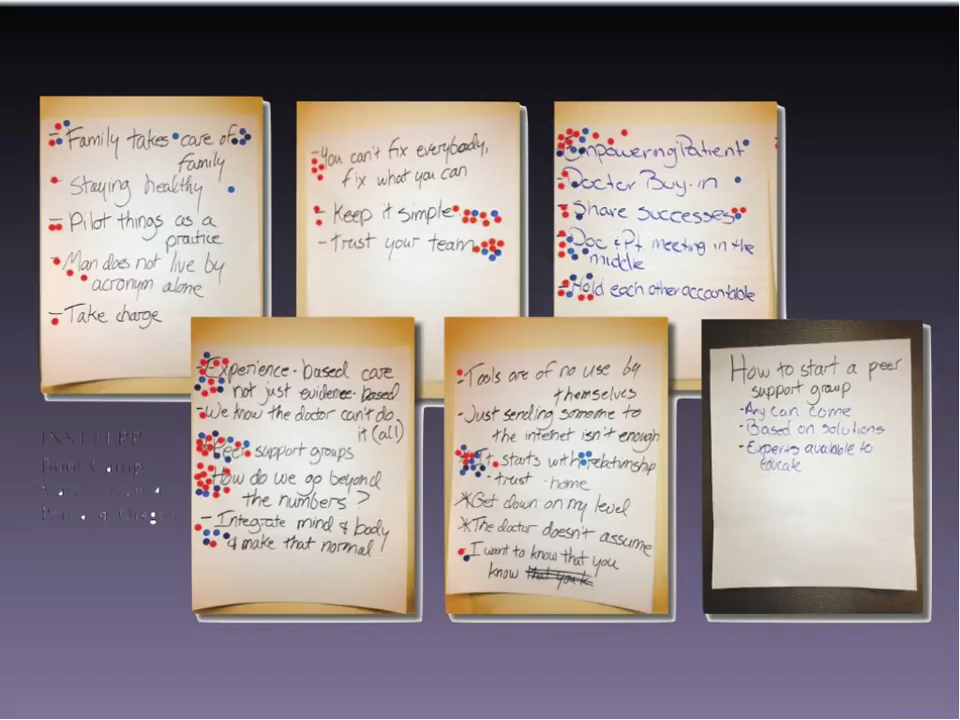 - Family takes care of
family
- Staying healthy
- Pilot things as a
practice
- Man does not live by
acronym alone
- Take charge
- You can't fix everybody,
fix what you can
- Keep it simple
- Trust your team
- Empowering Patient
- Doctor Buy-in
- Share successes
- Doc & Pt meeting in the
middle
- Hold each other accountable
- Experience-based care
not just evidence-based
- We know the doctor can't do
it (all)
Peer support groups
- How do we go beyond
the numbers?
- Integrate mind & body
& make that normal
- Tools are of no use by
themselves
- Just sending someone to
the internet isn't enough
* It starts with relationship
- trust - home
* Get down on my level
* The doctor doesn't assume
I want to know that you
know that you k
How to start a peer
support group
- Any can come
- Based on solutions
- Experts available to
educate
Boot Camp